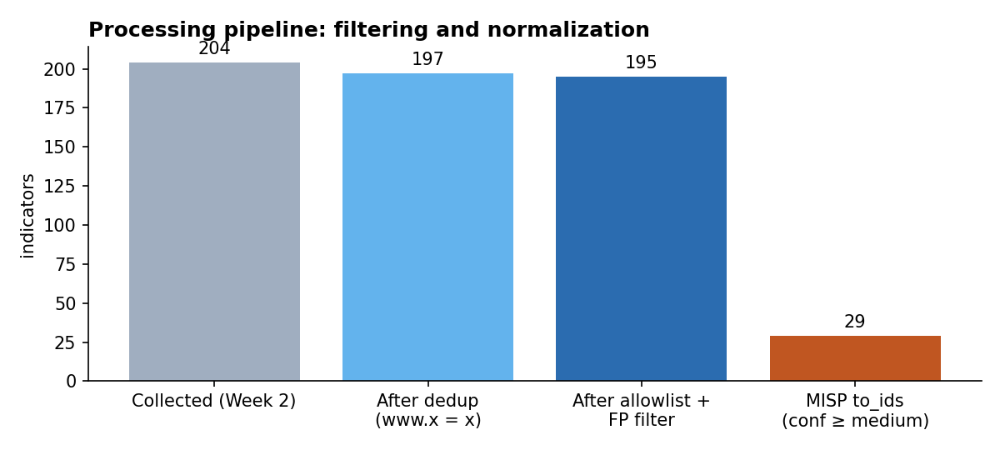 Processing pipeline: filtering and normalization
204
197
195
29
200
175
150
125
100
75
50
25
0
indicators
Collected (Week 2)
After dedup
(www.x = x)
After allowlist +
FP filter
MISP to_ids
(conf ≥ medium)